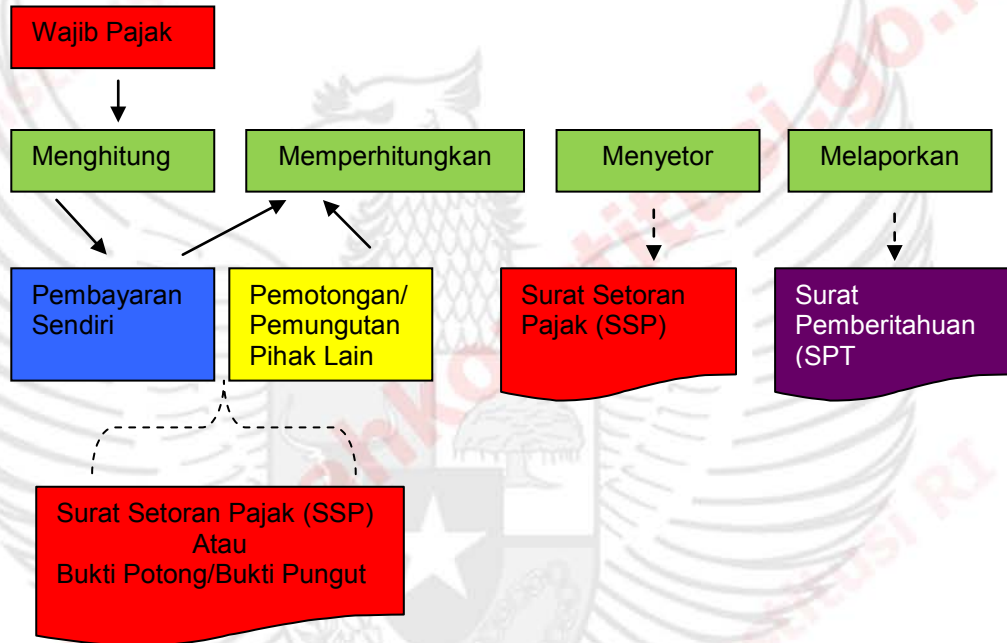 Wajib Pajak
Menghitung
Memperhitungkan
Menyetor
Melaporkan
Pembayaran
Sendiri
Pemotongan/
Pemungutan
Pihak Lain
Surat Setoran
Pajak (SSP)
Surat
Pemberitahuan
(SPT
Surat Setoran Pajak (SSP)
Atau
Bukti Potong/Bukti Pungut